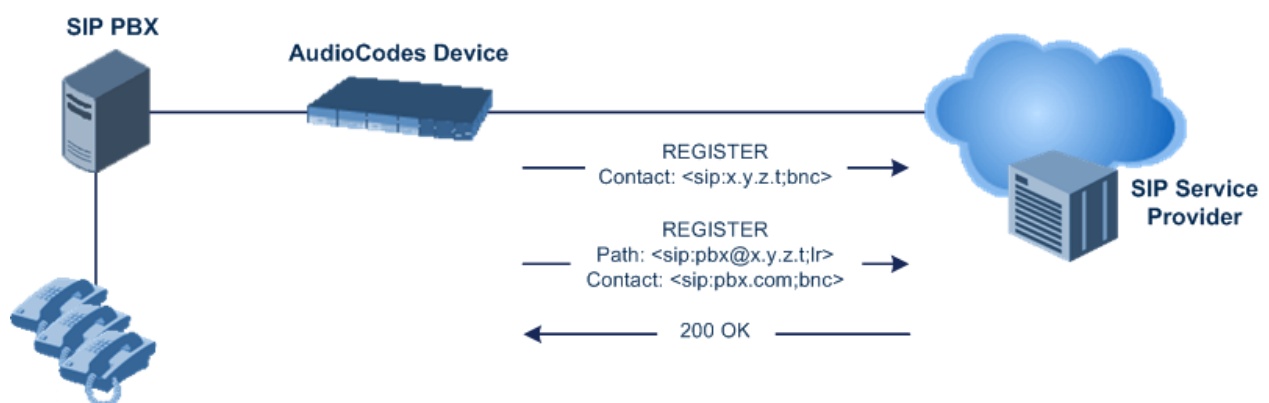 SIP PBX
AudioCodes Device
REGISTER
Contact: <sip:x.y.z.t;bnc>
REGISTER
Path: <sip:pbx@x.y.z.t;lr>
Contact: <sip:pbx.com;bnc>
200 OK
SIP Service
Provider